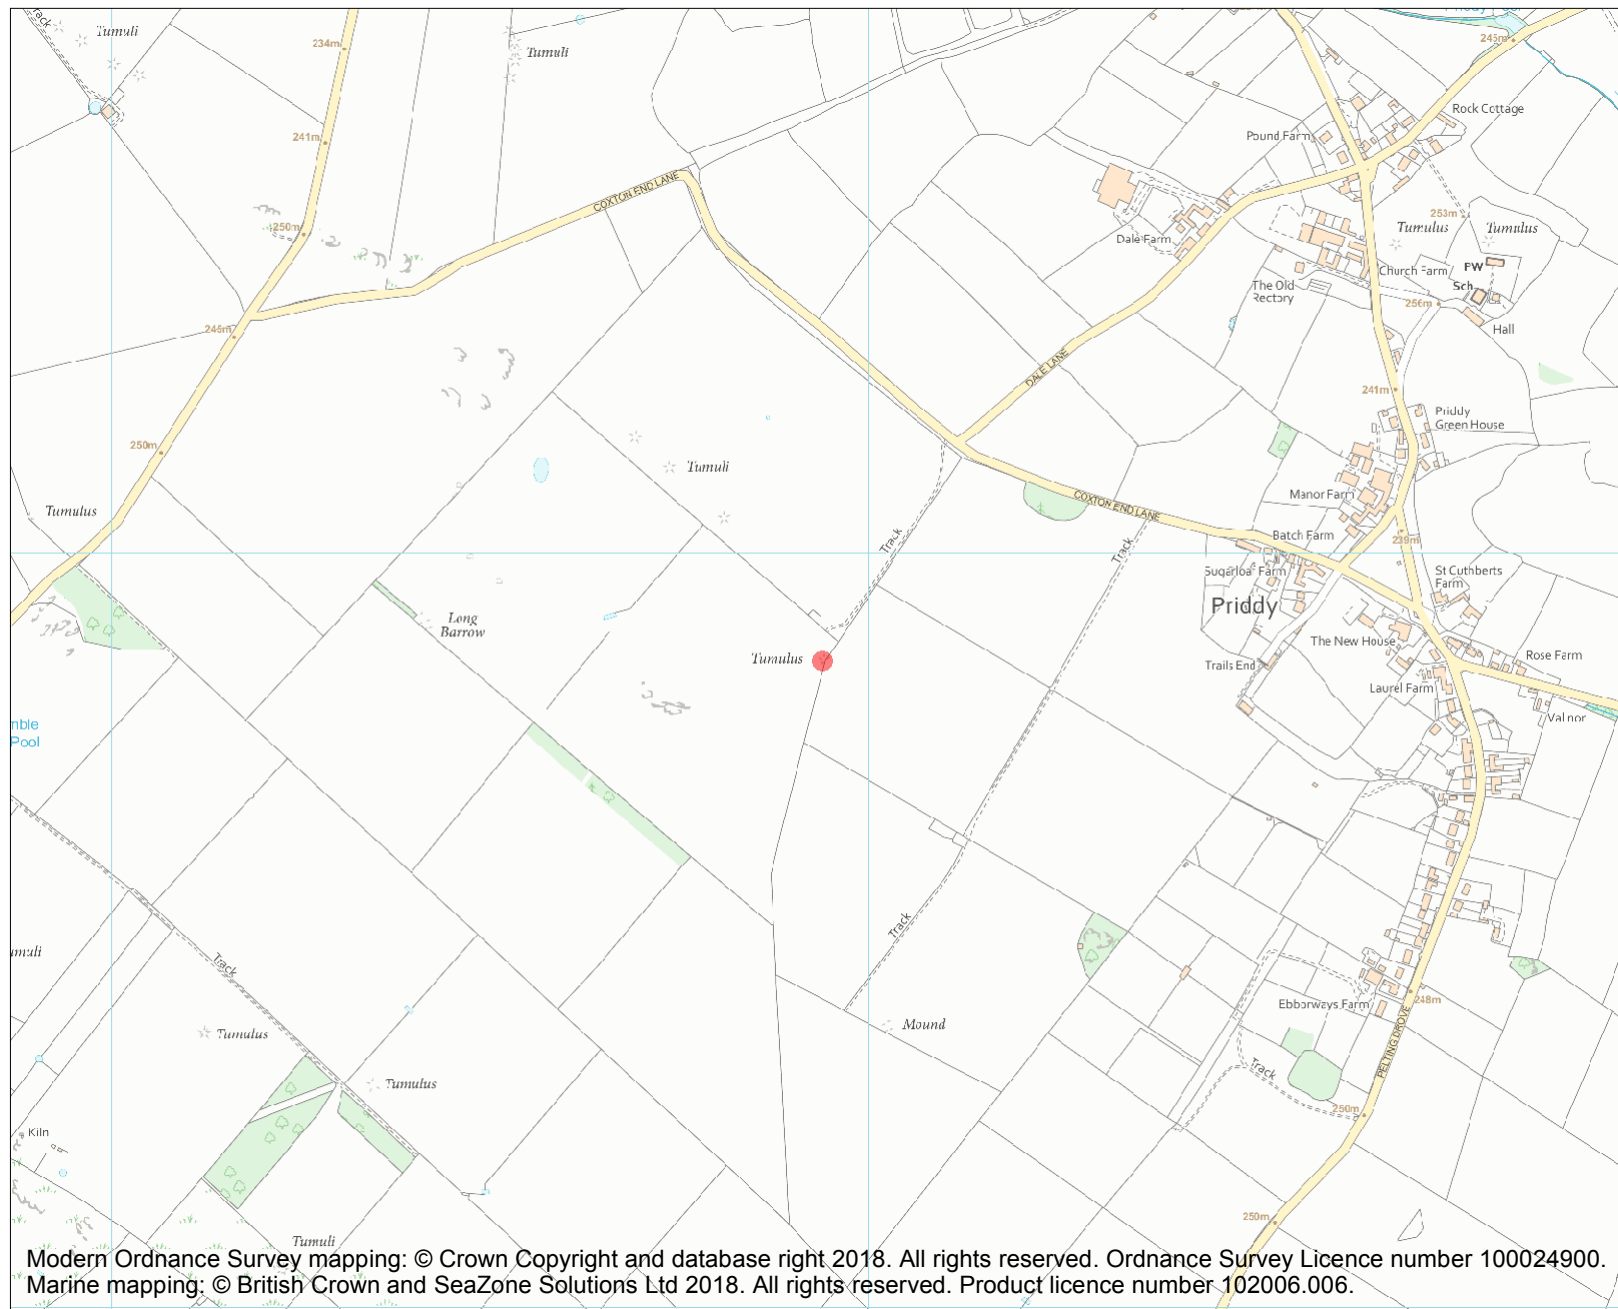 Track
Tumuli
234m
Tumuli
245m
241m
Rock Cottage
Pound Farm
COXTON END LANE
250m
253m
Tumulus
Tumulus
Dale Farm
Church Farm
PW
Sch
The Old
Rectory
256m
Hall
246m
DALE LANE
241m
Priddy
Green House
250m
Tumuli
Manor Farm
COXTON END LANE
Tumulus
Track
Track
Batch Farm
239m
Sugarloaf Farm
St Cuthberts
Farm
Priddy
Long
Barrow
The New House
Tumulus
Trails End
Rose Farm
Laurel Farm
Valnor
Pool
Track
Track
Tumulus
Mound
Ebborways Farm
248m
PELTING DROVE
Track
Tumulus
250m
Kiln
250m
Tumuli
Modern Ordnance Survey mapping: © Crown Copyright and database right 2018. All rights reserved. Ordnance Survey Licence number 100024900.
Marine mapping: © British Crown and SeaZone Solutions Ltd 2018. All rights reserved. Product licence number 102006.006.